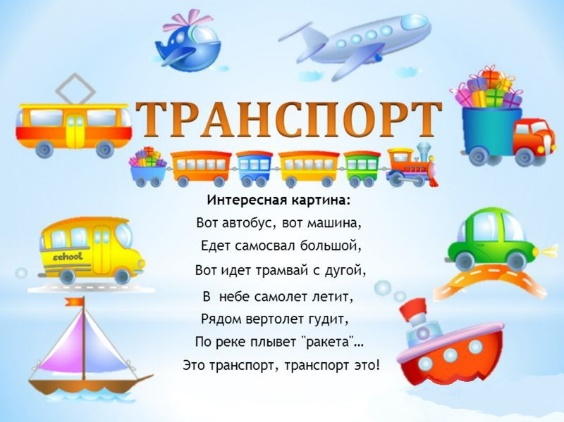 ТРАНСПОРТ
Интересная картина:
Вот автобус, вот машина,
Едет самосвал большой,
Вот идет трамвай с дугой,
В  небе самолет летит,
Рядом вертолет гудит,
По реке плывет "ракета"…
Это транспорт, транспорт это!
school